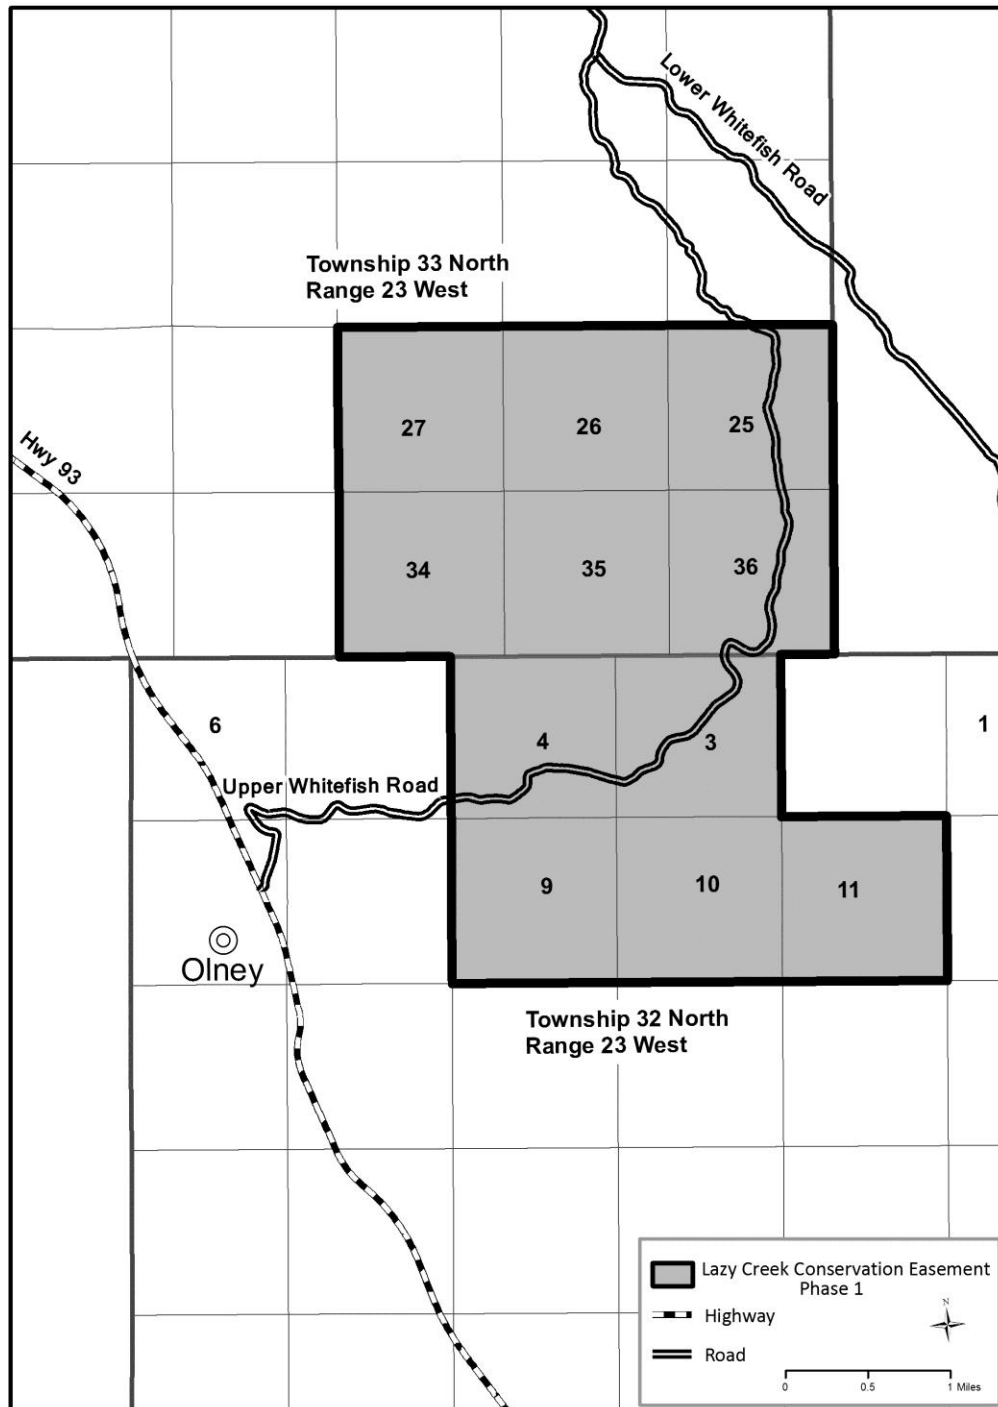 Lower Whitefish Road
Township 33 North
Range 23 West
27
26
25
Hwy 93
34
35
36
6
4
3
1
Upper Whitefish Road
9
10
11
Olney
Township 32 North
Range 23 West
Lazy Creek Conservation Easement
Phase 1
N
Highway
Road
0
0.5
1 Miles